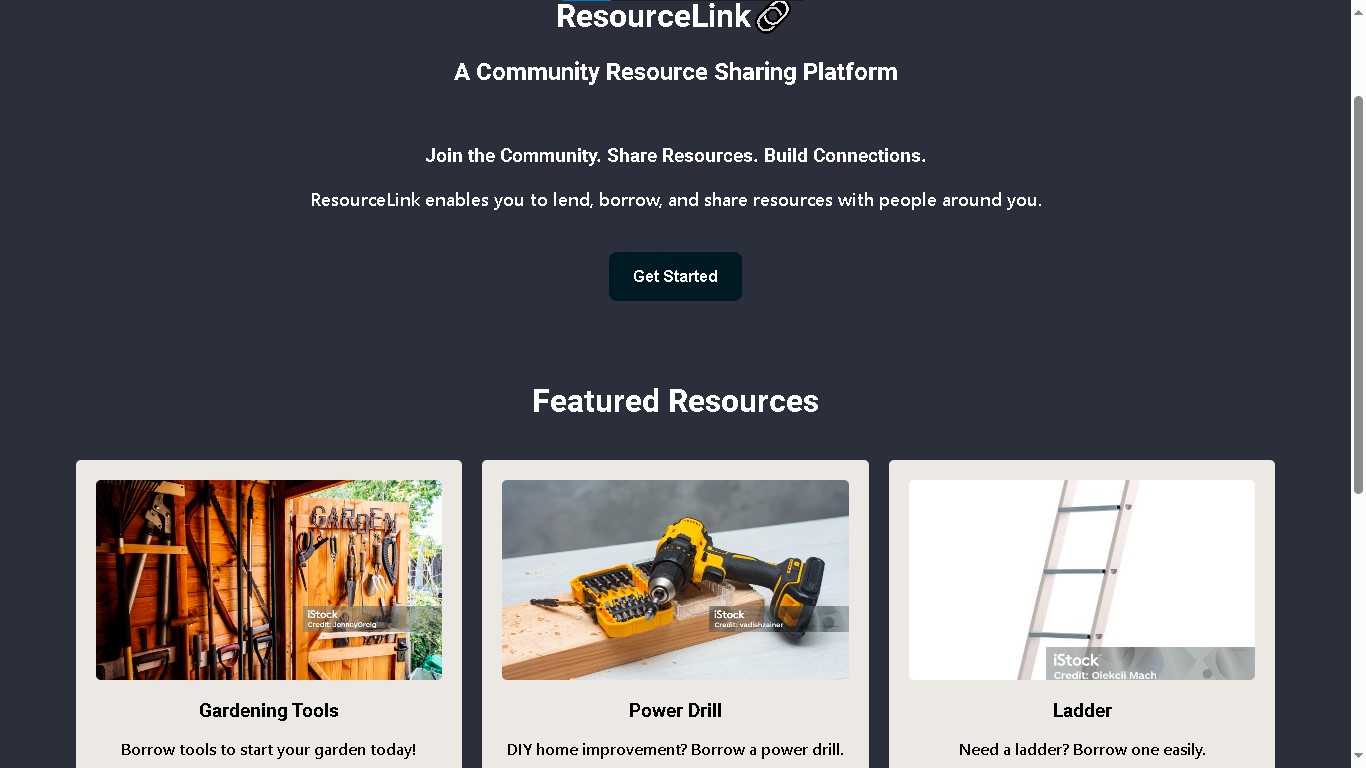 ResourceLink
A Community Resource Sharing Platform
Join the Community. Share Resources. Build Connections.
ResourceLink enables you to lend, borrow, and share resources with people around you.
Get Started
Featured Resources
GARDEN
iStock
Credit: JohnnyGreig
iStock
Credit: vadishzainer
iStock
Credit: Olekcii Mach
Gardening Tools
Power Drill
Ladder
Borrow tools to start your garden today!
DIY home improvement? Borrow a power drill.
Need a ladder? Borrow one easily.